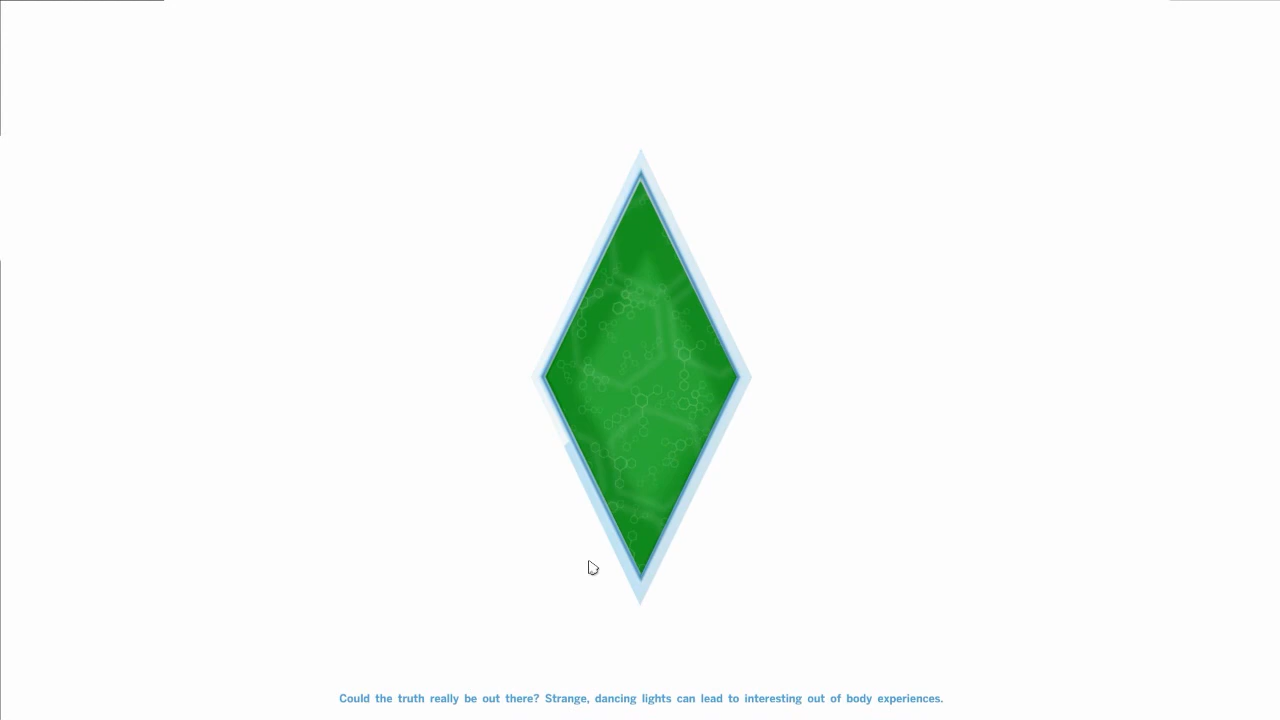 Could the truth really be out there? Strange, dancing lights can lead to interesting out of body experiences.